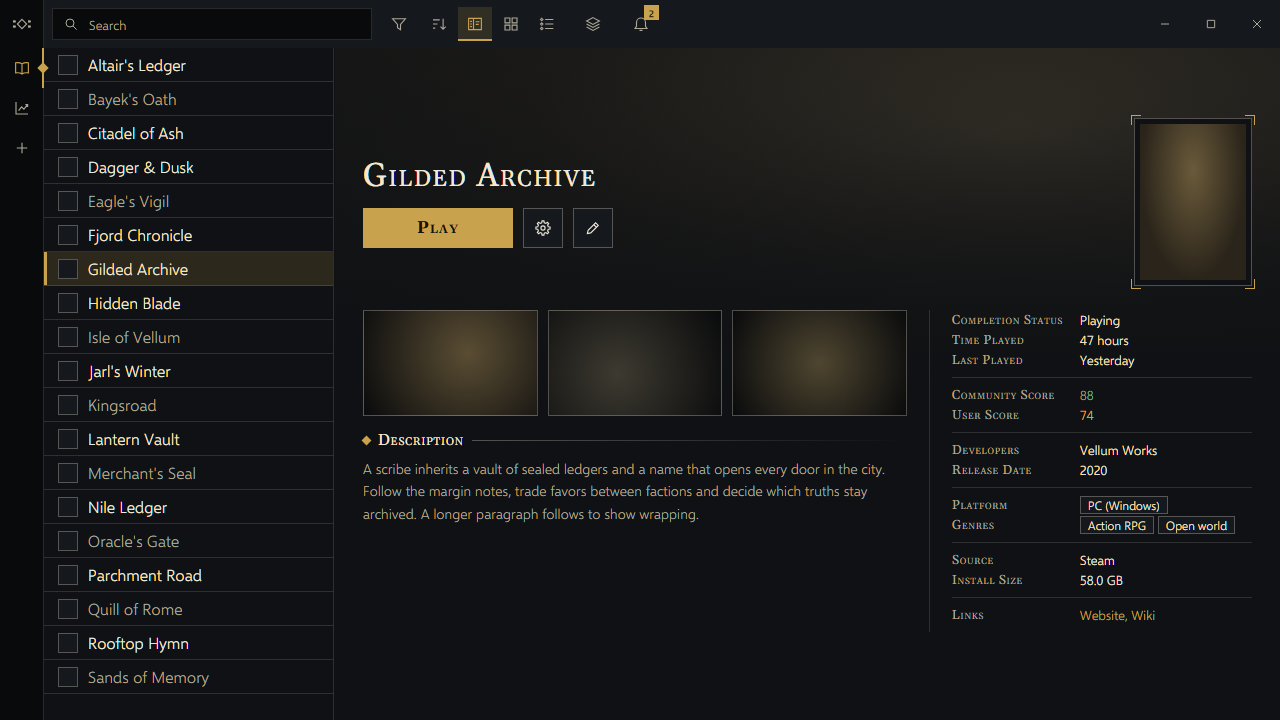 Search
2
Altair's Ledger
Bayek's Oath
Citadel of Ash
Dagger & Dusk
Eagle's Vigil
Fjord Chronicle
Gilded Archive
Hidden Blade
Isle of Vellum
Jarl's Winter
Kingsroad
Lantern Vault
Merchant's Seal
Nile Ledger
Oracle's Gate
Parchment Road
Quill of Rome
Rooftop Hymn
Sands of Memory
Gilded Archive
Play
Description
A scribe inherits a vault of sealed ledgers and a name that opens every door in the city.
Follow the margin notes, trade favors between factions and decide which truths stay
archived. A longer paragraph follows to show wrapping.
Completion Status Playing
Time Played 47 hours
Last Played Yesterday
Community Score 88
User Score 74
Developers Vellum Works
Release Date 2020
Platform PC (Windows)
Genres Action RPG Open world
Source Steam
Install Size 58.0 GB
Links Website, Wiki